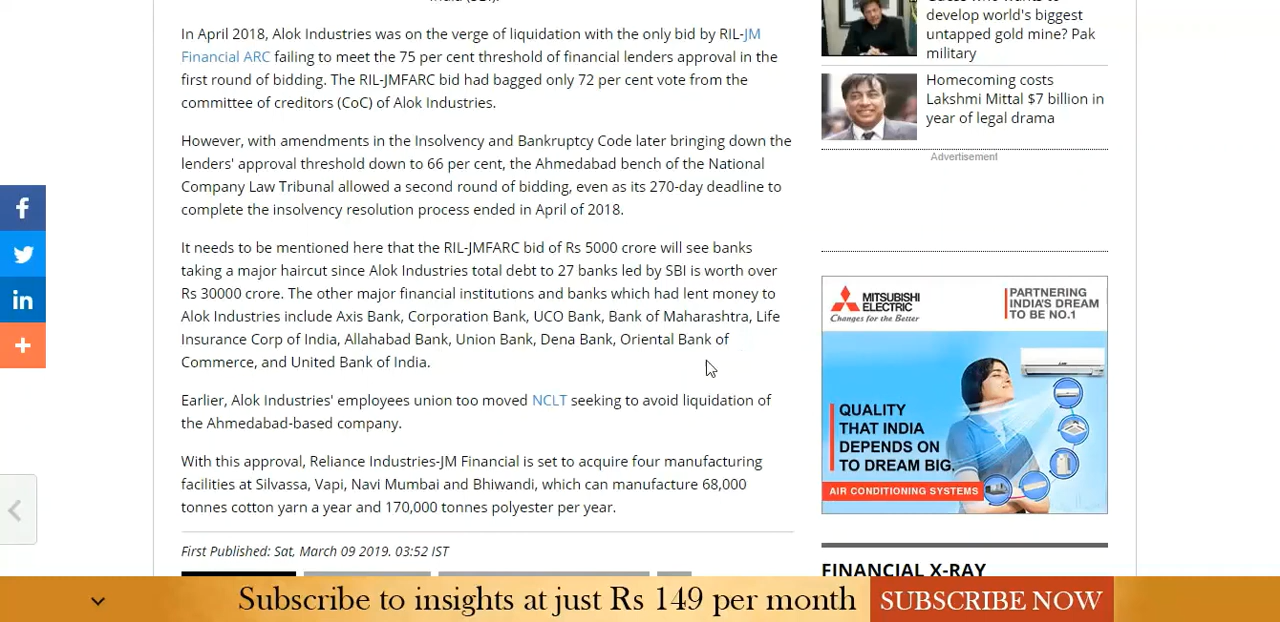 In April 2018, Alok Industries was on the verge of liquidation with the only bid by RIL-JM
Financial ARC failing to meet the 75 per cent threshold of financial lenders approval in the
first round of bidding. The RIL-JMFARC bid had bagged only 72 per cent vote from the
committee of creditors (CoC) of Alok Industries.
However, with amendments in the Insolvency and Bankruptcy Code later bringing down the
lenders' approval threshold down to 66 per cent, the Ahmedabad bench of the National
Company Law Tribunal allowed a second round of bidding, even as its 270-day deadline to
complete the insolvency resolution process ended in April of 2018.
It needs to be mentioned here that the RIL-JMFARC bid of Rs 5000 crore will see banks
taking a major haircut since Alok Industries total debt to 27 banks led by SBI is worth over
Rs 30000 crore. The other major financial institutions and banks which had lent money to
Alok Industries include Axis Bank, Corporation Bank, UCO Bank, Bank of Maharashtra, Life
Insurance Corp of India, Allahabad Bank, Union Bank, Dena Bank, Oriental Bank of
Commerce, and United Bank of India.
Earlier, Alok Industries' employees union too moved NCLT seeking to avoid liquidation of
the Ahmedabad-based company.
With this approval, Reliance Industries-JM Financial is set to acquire four manufacturing
facilities at Silvassa, Vapi, Navi Mumbai and Bhiwandi, which can manufacture 68,000
tonnes cotton yarn a year and 170,000 tonnes polyester per year.
First Published: Sat, March 09 2019. 03:52 IST
develop world's biggest
untapped gold mine? Pak
military
Homecoming costs
Lakshmi Mittal $7 billion in
year of legal drama
Advertisement
MITSUBISHI
ELECTRIC
Changes for the Better
PARTNERING
INDIA'S DREAM
TO BE NO.1
QUALITY
THAT INDIA
DEPENDS ON
TO DREAM BIG.
AIR CONDITIONING SYSTEMS
FINANCIAL X-RAY
Subscribe to insights at just Rs 149 per month
SUBSCRIBE NOW